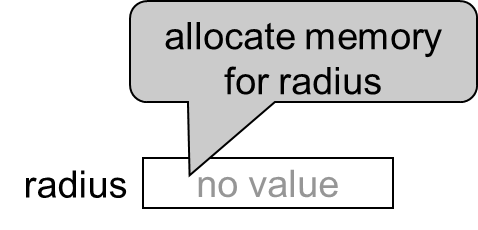 allocate memory
for radius
radius
no value